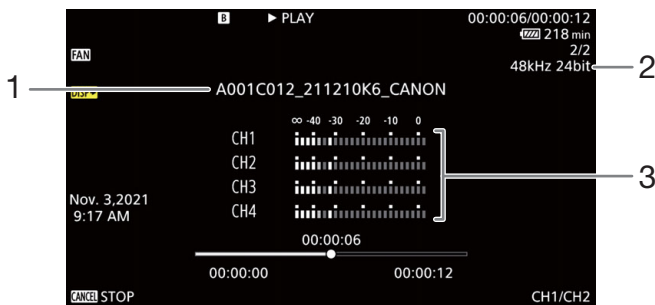 B ▶ PLAY 00:00:06/00:00:12
218 min
FAN 2/2
48kHz 24bit 2
1 DISP
A001C012_211210K6_CANON
∞ -40 -30 -20 -10 0
CH1
CH2
CH3 3
CH4
Nov. 3,2021
9:17 AM
00:00:06
00:00:00 00:00:12
CANCEL STOP CH1/CH2